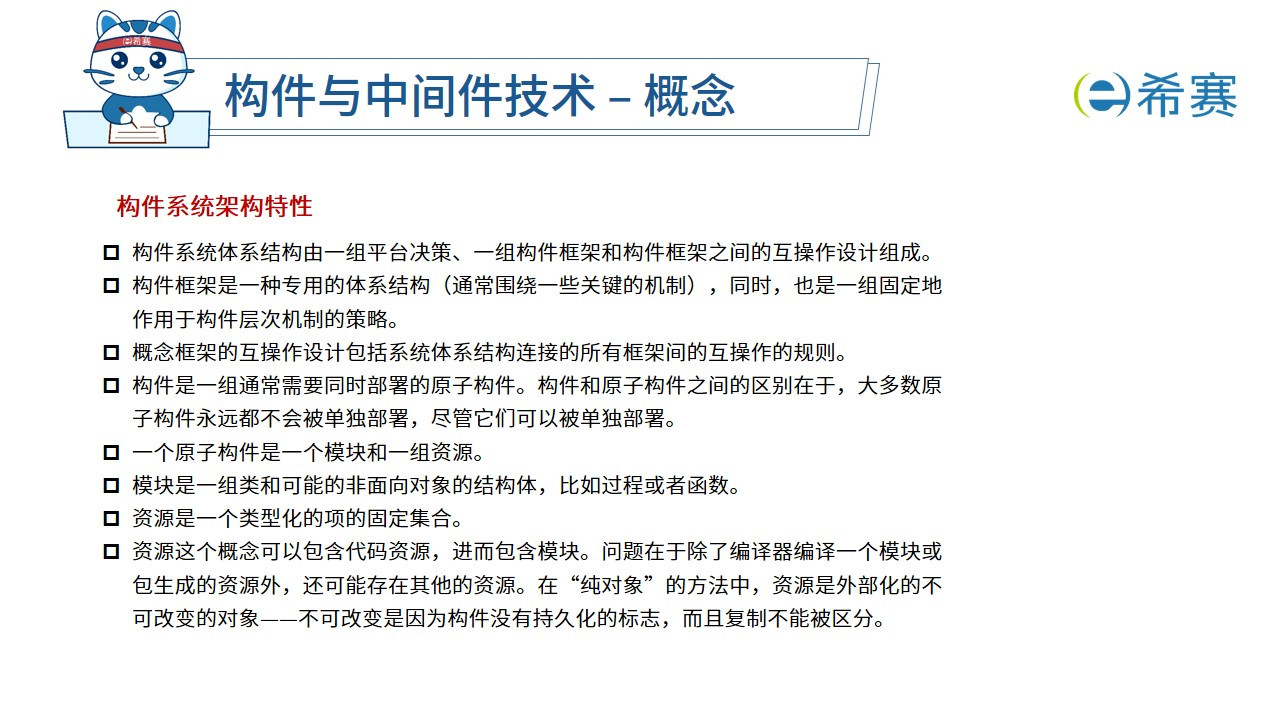 希赛
构件与中间件技术 – 概念
希赛
构件系统架构特性
构件系统体系结构由一组平台决策、一组构件框架和构件框架之间的互操作设计组成。
构件框架是一种专用的体系结构（通常围绕一些关键的机制），同时，也是一组固定地
作用于构件层次机制的策略。
概念框架的互操作设计包括系统体系结构连接的所有框架间的互操作的规则。
构件是一组通常需要同时部署的原子构件。构件和原子构件之间的区别在于，大多数原
子构件永远都不会被单独部署，尽管它们可以被单独部署。
一个原子构件是一个模块和一组资源。
模块是一组类和可能的非面向对象的结构体，比如过程或者函数。
资源是一个类型化的项的固定集合。
资源这个概念可以包含代码资源，进而包含模块。问题在于除了编译器编译一个模块或
包生成的资源外，还可能存在其他的资源。在“纯对象”的方法中，资源是外部化的不
可改变的对象——不可改变是因为构件没有持久化的标志，而且复制不能被区分。